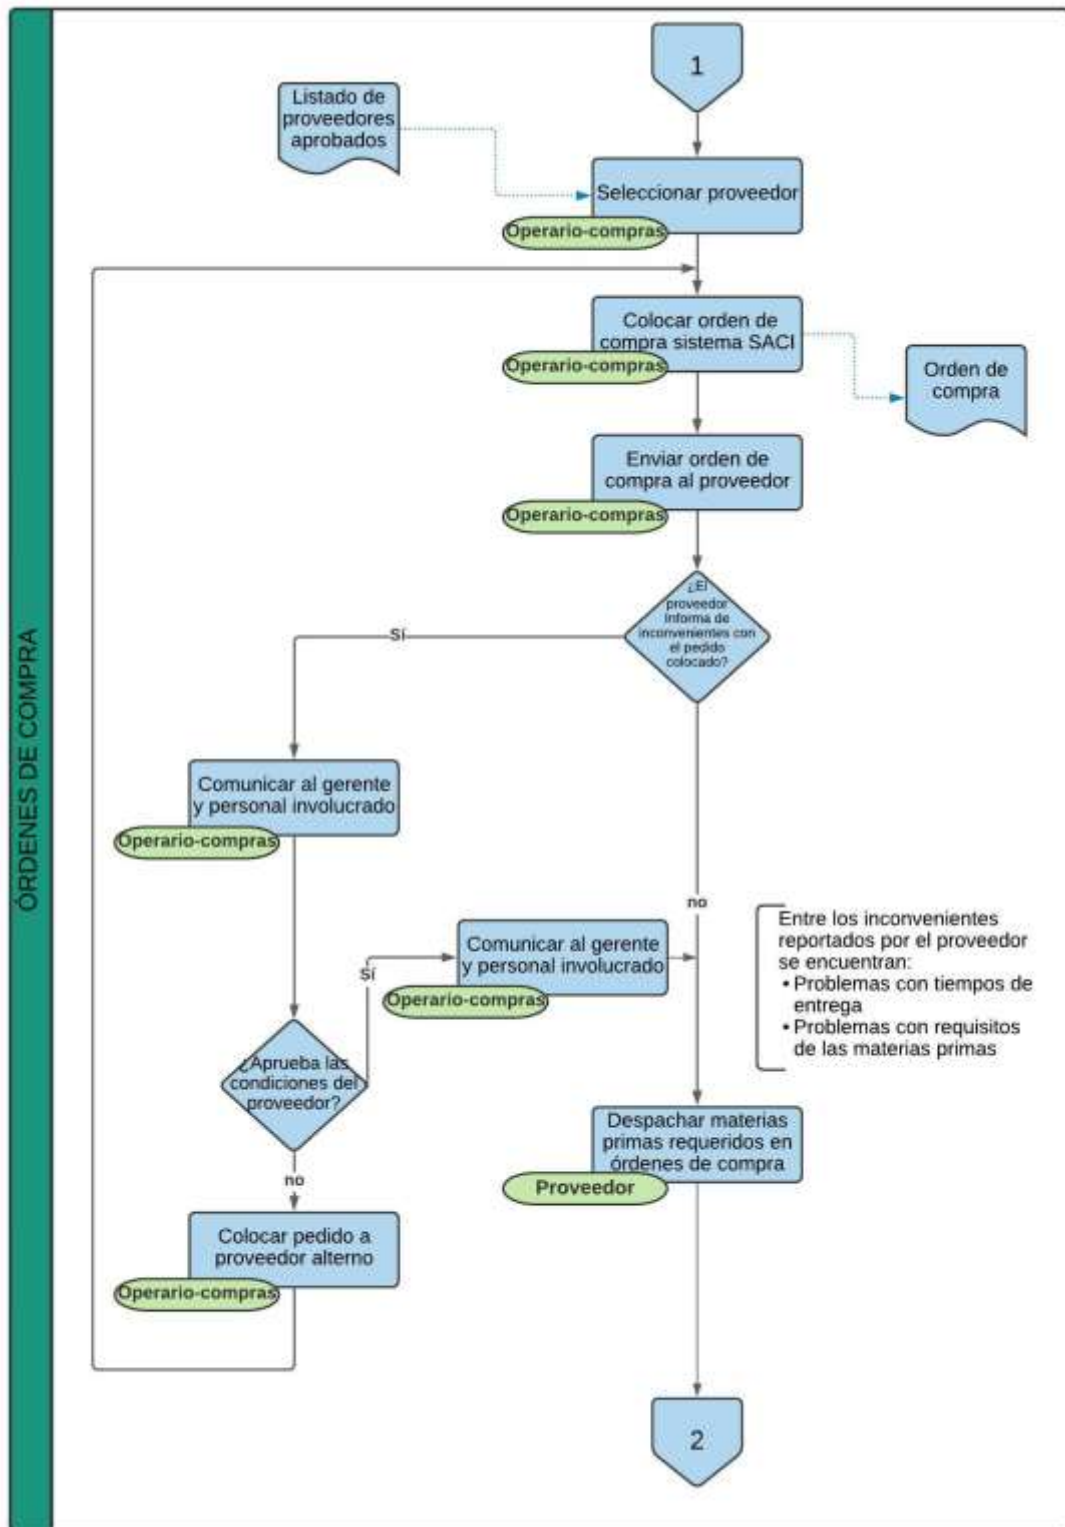 ÓRDENES DE COMPRA
1
Listado de
proveedores
aprobados
Seleccionar proveedor
Operario-compras
Colocar orden de
compra sistema SACI
Operario-compras
Orden de
compra
Enviar orden de
compra al proveedor
Operario-compras
¿El
proveedor
informa de
inconvenientes con
el pedido
colocado?
Sí
Comunicar al gerente
y personal involucrado
Operario-compras
no
Comunicar al gerente
y personal involucrado
Operario-compras
Sí
Entre los inconvenientes
reportados por el proveedor
se encuentran:
• Problemas con tiempos de
entrega
• Problemas con requisitos
de las materias primas
¿Aprueba las
condiciones del
proveedor?
no
Despachar materias
primas requeridos en
órdenes de compra
Proveedor
Colocar pedido a
proveedor alterno
Operario-compras
2